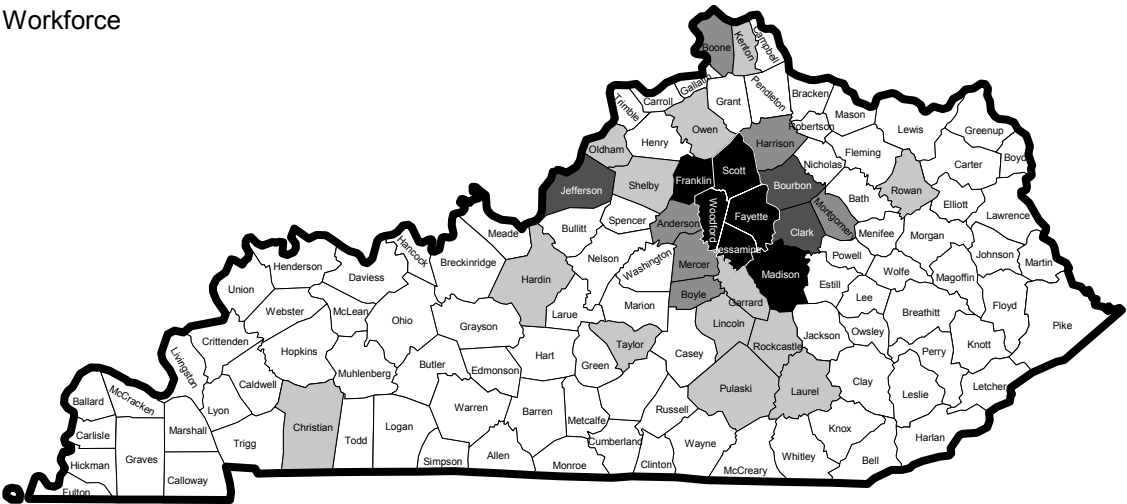 Workforce
Boone
Kenton
Campbell
Gallatin
Trimble
Carroll
Grant
Pendleton
Bracken
Mason
Robertson
Lewis
Greenup
Owen
Henry
Oldham
Harrison
Fleming
Nicholas
Carter
Boyd
Jefferson
Shelby
Franklin
Scott
Bourbon
Bath
Rowan
Elliott
Lawrence
Spencer
Bullitt
Anderson
Woodford
Fayette
Montgomery
Clark
Menifee
Morgan
Johnson
Martin
Meade
Hancock
Breckinridge
Nelson
Washington
Mercer
Jessamine
Madison
Powell
Wolfe
Magoffin
Henderson
Daviess
Union
Hardin
Marion
Boyle
Garrard
Estill
Lee
Floyd
Pike
Webster
McLean
Ohio
Grayson
Larue
Taylor
Lincoln
Rockcastle
Jackson
Owsley
Breathitt
Crittenden
Livingston
Hopkins
Muhlenberg
Butler
Edmonson
Hart
Green
Casey
Perry
Knott
Caldwell
Lyon
Pulaski
Laurel
Clay
Leslie
Letcher
Ballard
McCracken
Carlisle
Marshall
Trigg
Christian
Todd
Logan
Warren
Barren
Metcalfe
Russell
Knox
Harlan
Hickman
Graves
Calloway
Fulton
Simpson
Allen
Monroe
Cumberland
Clinton
Wayne
McCreary
Whitley
Bell